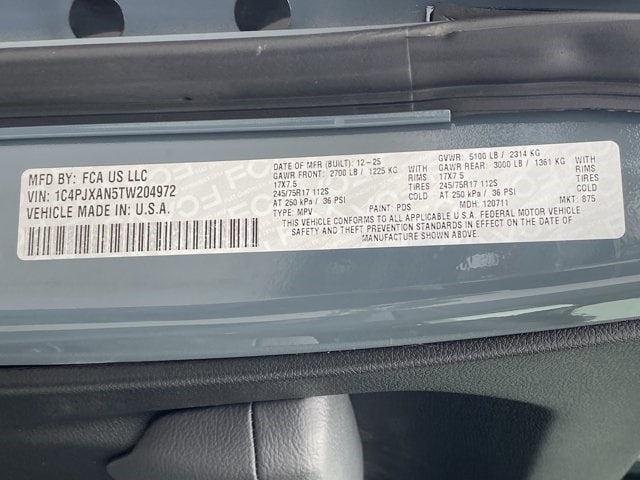 MFD BY: FCA US LLC
VIN: 1C4PJXAN5TW204972
VEHICLE MADE IN: U.S.A.
DATE OF MFR (BUILT): 12-25 GVWR: 5100 LB / 2314 KG
GAWR FRONT: 2700 LB / 1225 KG WITH GAWR REAR: 3000 LB / 1361 KG WITH
17X7.5 RIMS 17X7.5 RIMS
245/75R17 112S TIRES 245/75R17 112S TIRES
AT 250 kPa / 36 PSI COLD AT 250 kPa / 36 PSI COLD
TYPE: MPV PAINT: PDS MDH: 120711 MKT: 875
THIS VEHICLE CONFORMS TO ALL APPLICABLE U.S.A. FEDERAL MOTOR VEHICLE
SAFETY AND THEFT PREVENTION STANDARDS IN EFFECT ON THE DATE OF
MANUFACTURE SHOWN ABOVE.